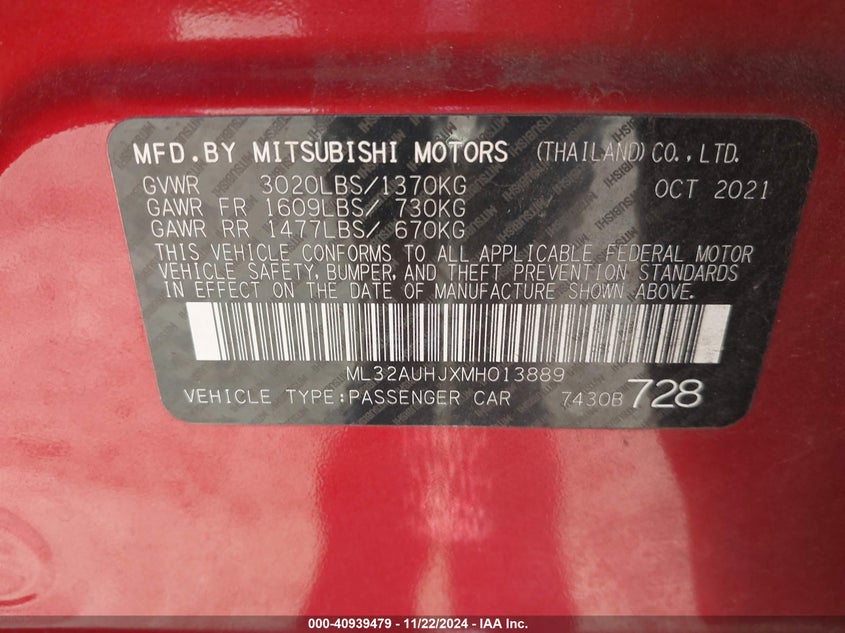 MFD.BY MITSUBISHI MOTORS (THAILAND)CO.,LTD.
GVWR 3020LBS/1370KG OCT 2021
GAWR FR 1609LBS/ 730KG
GAWR RR 1477LBS/ 670KG
THIS VEHICLE CONFORMS TO ALL APPLICABLE FEDERAL MOTOR
VEHICLE SAFETY, BUMPER, AND THEFT PREVENTION STANDARDS
IN EFFECT ON THE DATE OF MANUFACTURE SHOWN ABOVE.
ML32AUHJXMH013889
VEHICLE TYPE:PASSENGER CAR 7430B 728
000-40939479 - 11/22/2024 - IAA Inc.